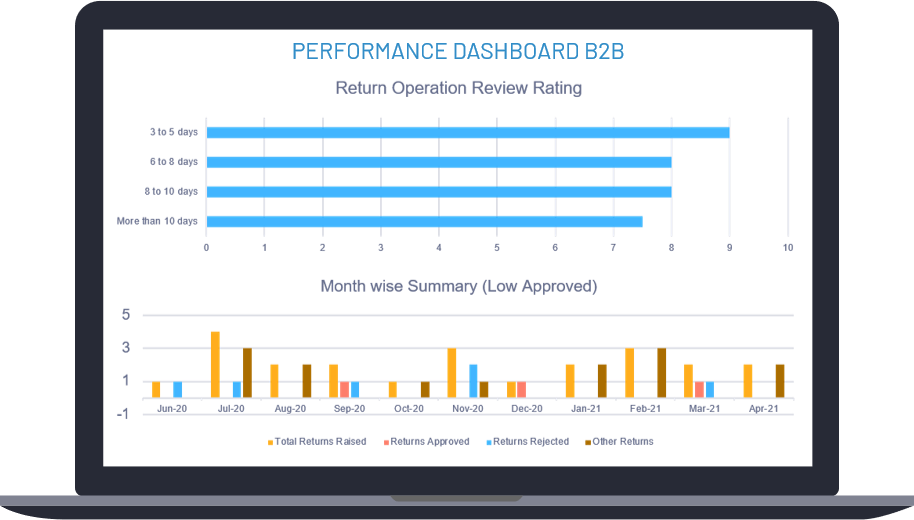 PERFORMANCE DASHBOARD B2B
Return Operation Review Rating
3 to 5 days
6 to 8 days
8 to 10 days
More than 10 days
0 1 2 3 4 5 6 7 8 9 10
Month wise Summary (Low Approved)
5
3
1
-1
Jun-20 Jul-20 Aug-20 Sep-20 Oct-20 Nov-20 Dec-20 Jan-21 Feb-21 Mar-21 Apr-21
Total Returns Raised Returns Approved Returns Rejected Other Returns